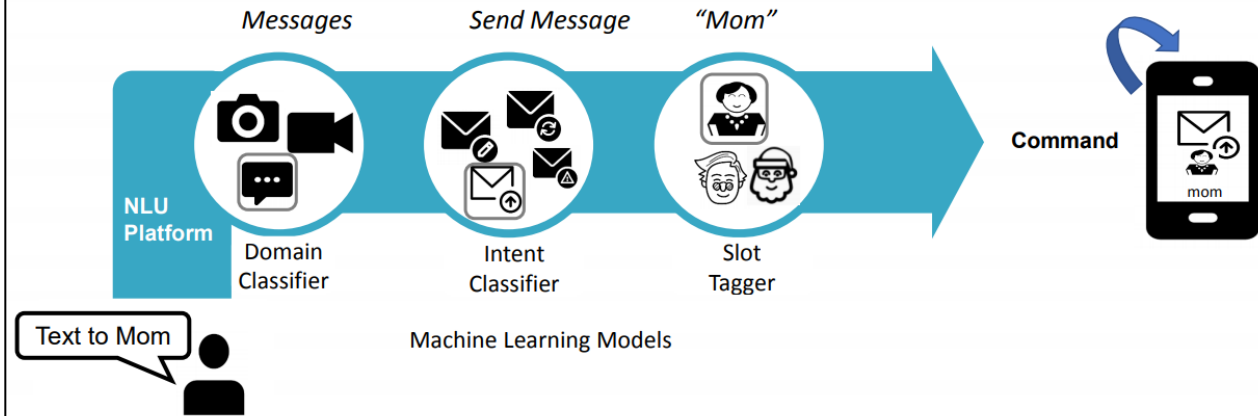 Messages
Send Message
“Mom”
Command
mom
NLU
Platform
Domain
Classifier
Intent
Classifier
Slot
Tagger
Text to Mom
Machine Learning Models